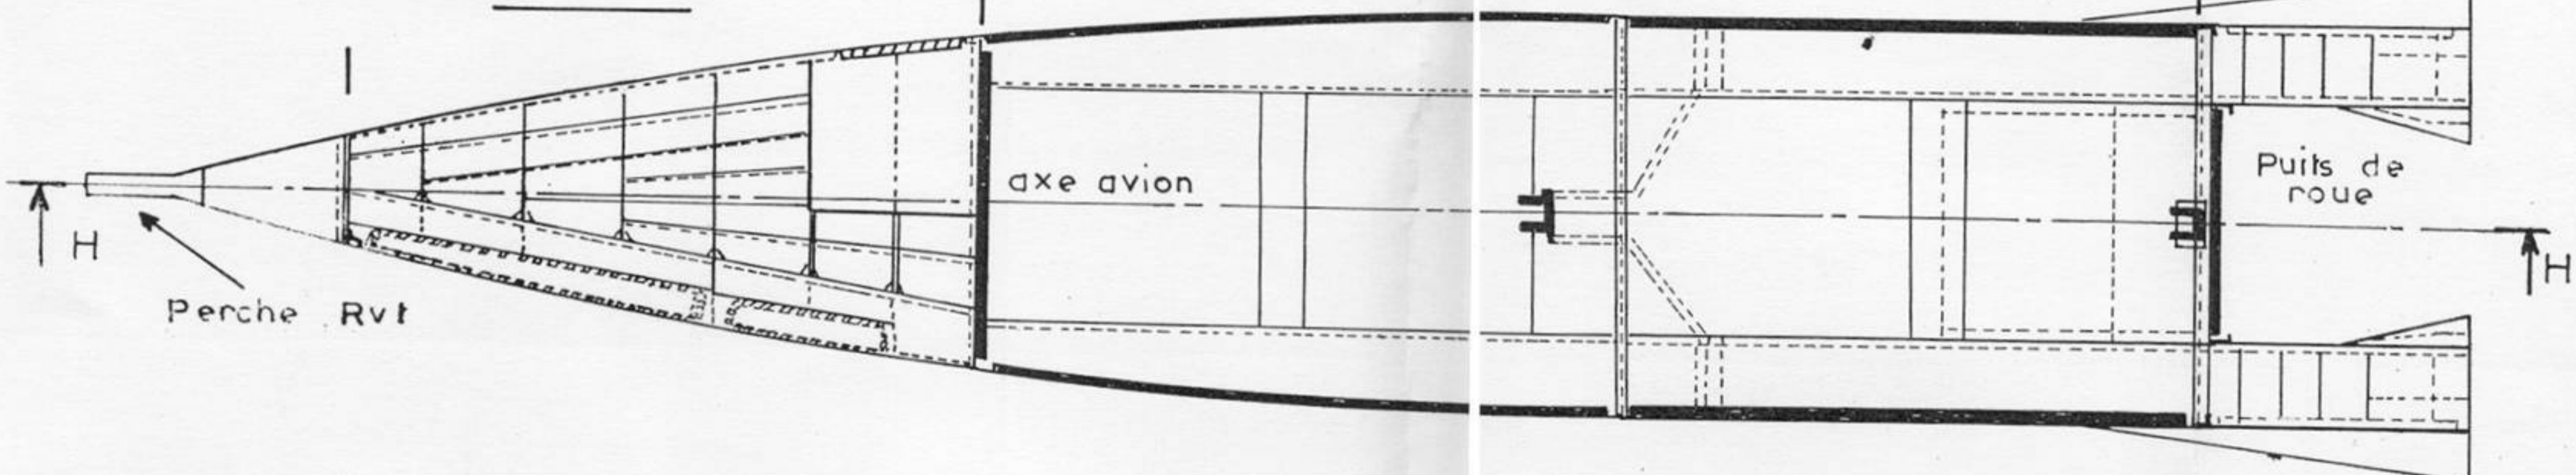 H
Perche Rvt
axe avion
Puits de
roue
H